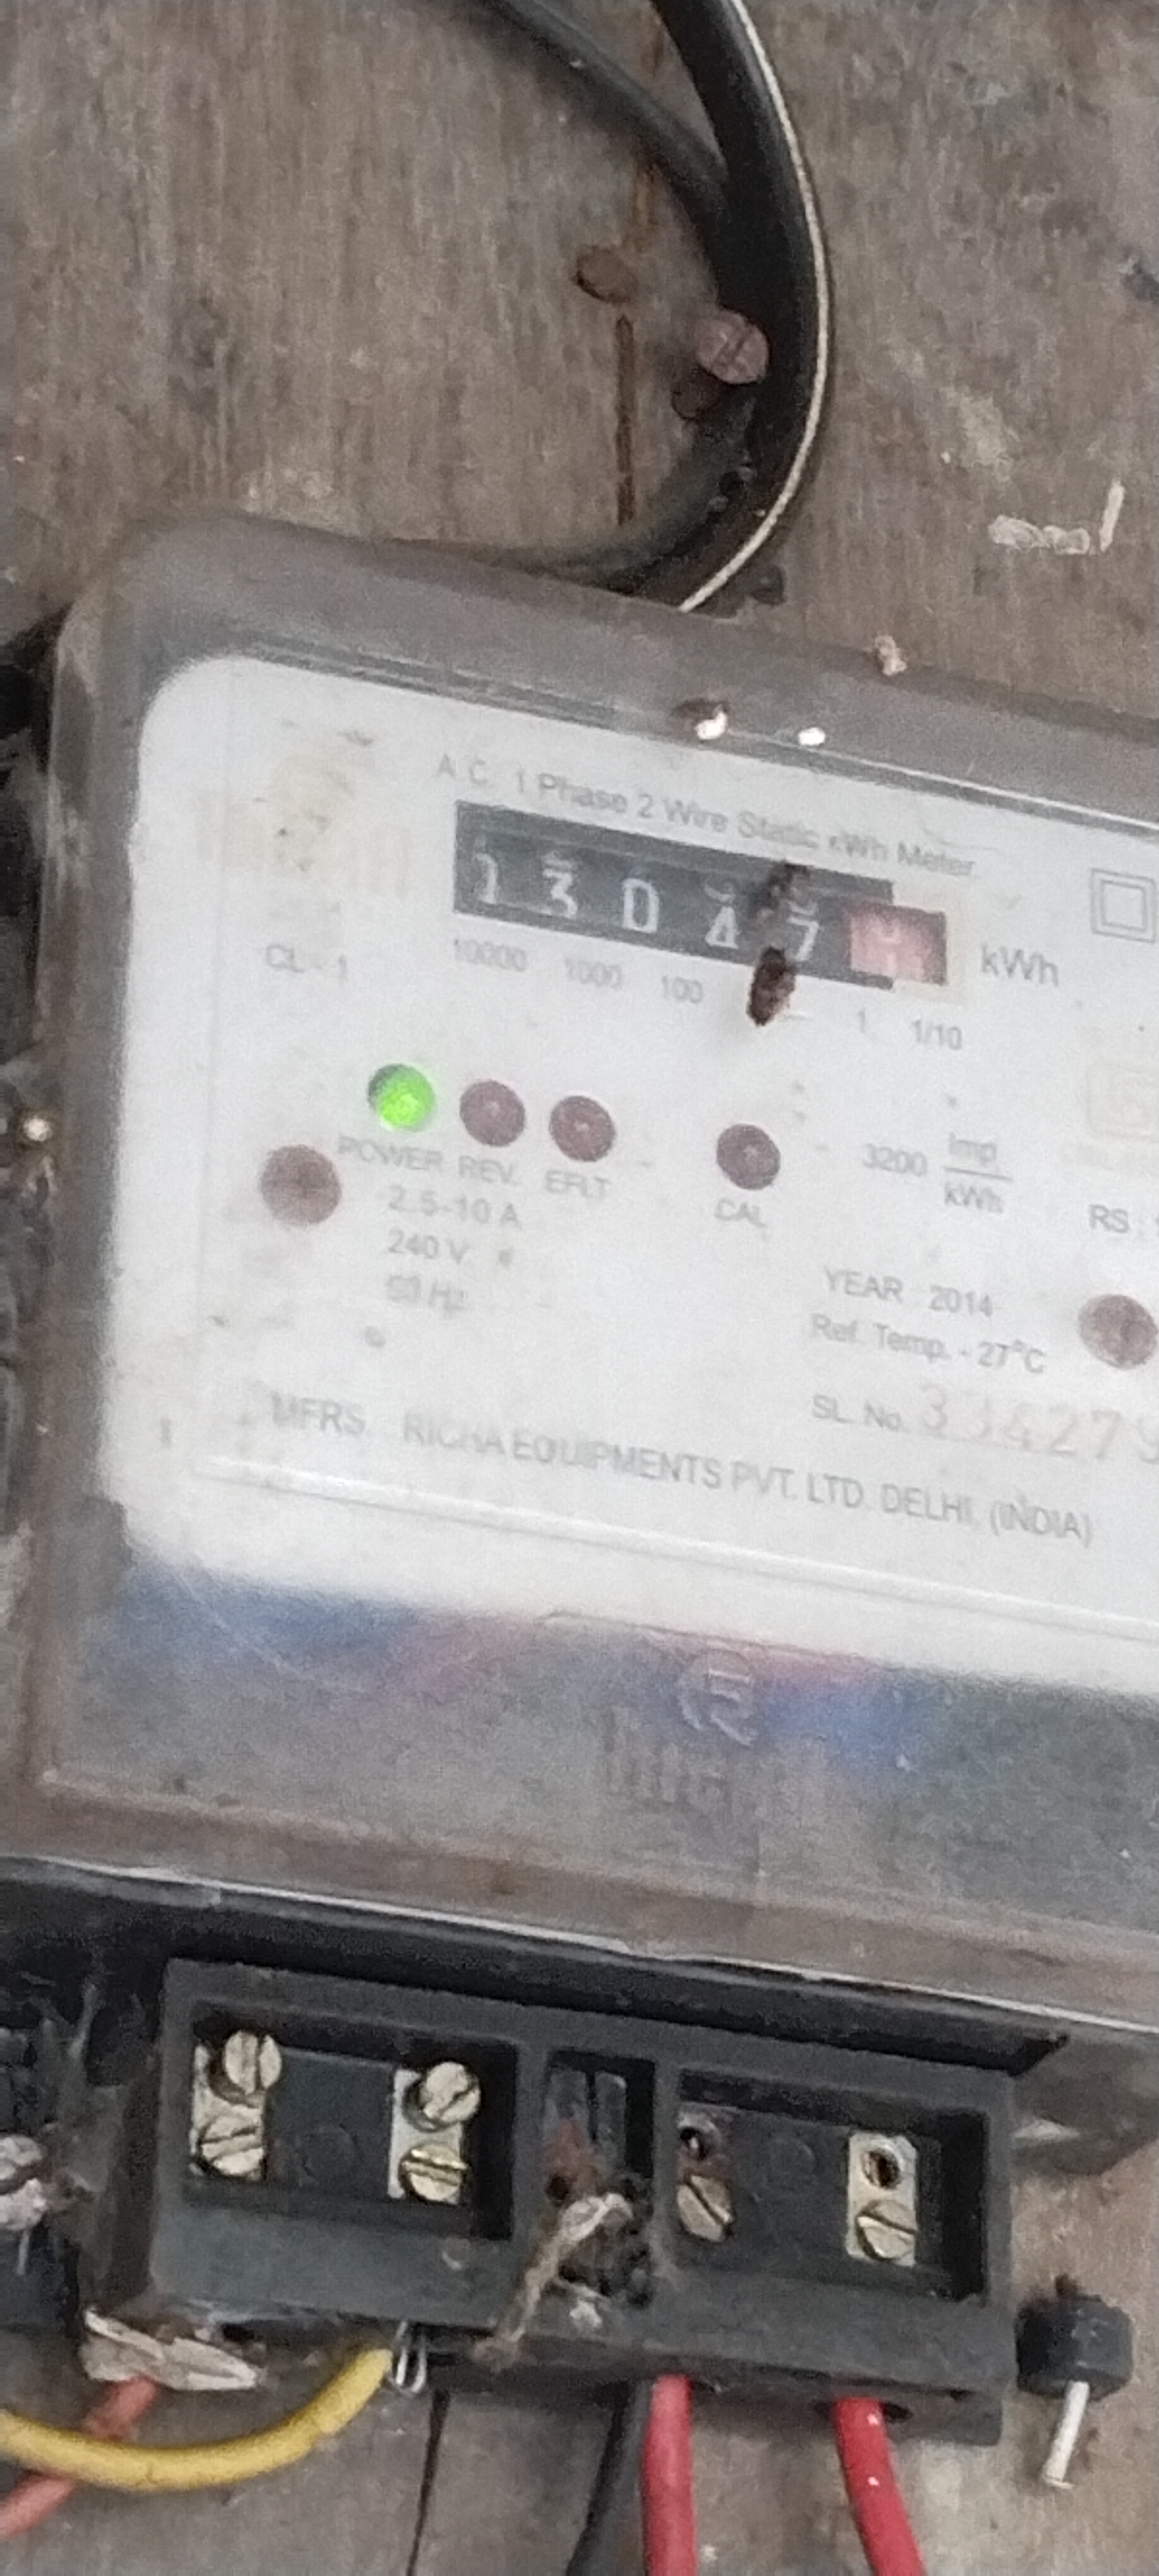 A.C. 1 Phase 2 Wire Static kWh Meter
1 3 0 4 7
kWh
10000 1000 100 1 1/10
CL - 1
POWER REV. EFLT
CAL
3200 Imp
kWh
2.5-10 A
240 V
50 Hz
RS
YEAR 2014
Ref. Temp. - 27°C
SL. No. 334279
MFRS. RICHA EQUIPMENTS PVT. LTD. DELHI, (INDIA)